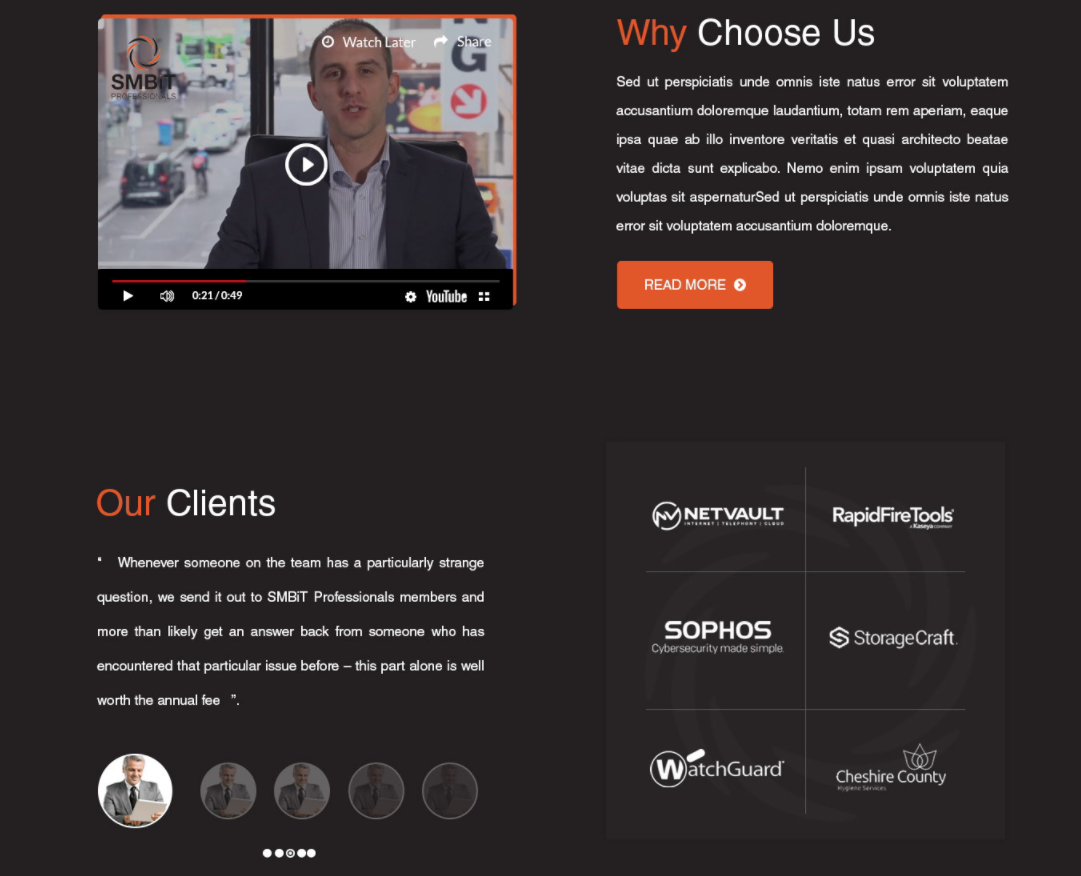 Watch Later
Share
SMBiT
PROFESSIONALS
NG
0:21 / 0:49
YouTube
Why Choose Us
Sed ut perspiciatis unde omnis iste natus error sit voluptatem
accusantium doloremque laudantium, totam rem aperiam, eaque
ipsa quae ab illo inventore veritatis et quasi architecto beatae
vitae dicta sunt explicabo. Nemo enim ipsam voluptatem quia
voluptas sit aspernaturSed ut perspiciatis unde omnis iste natus
error sit voluptatem accusantium doloremque.
READ MORE
Our Clients
“ Whenever someone on the team has a particularly strange
question, we send it out to SMBiT Professionals members and
more than likely get an answer back from someone who has
encountered that particular issue before – this part alone is well
worth the annual fee ”.
NETVAULT
INTERNET | TELEPHONY | CLOUD
RapidFireTools
A Kaseya COMPANY
SOPHOS
Cybersecurity made simple.
StorageCraft.
WatchGuard
Cheshire County
Hygiene Services